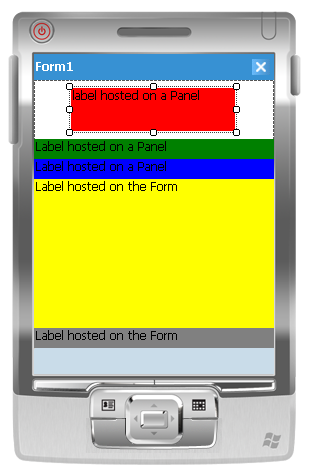 Form1
Label hosted on a Panel
Label hosted on a Panel
Label hosted on a Panel
Label hosted on the Form
Label hosted on the Form